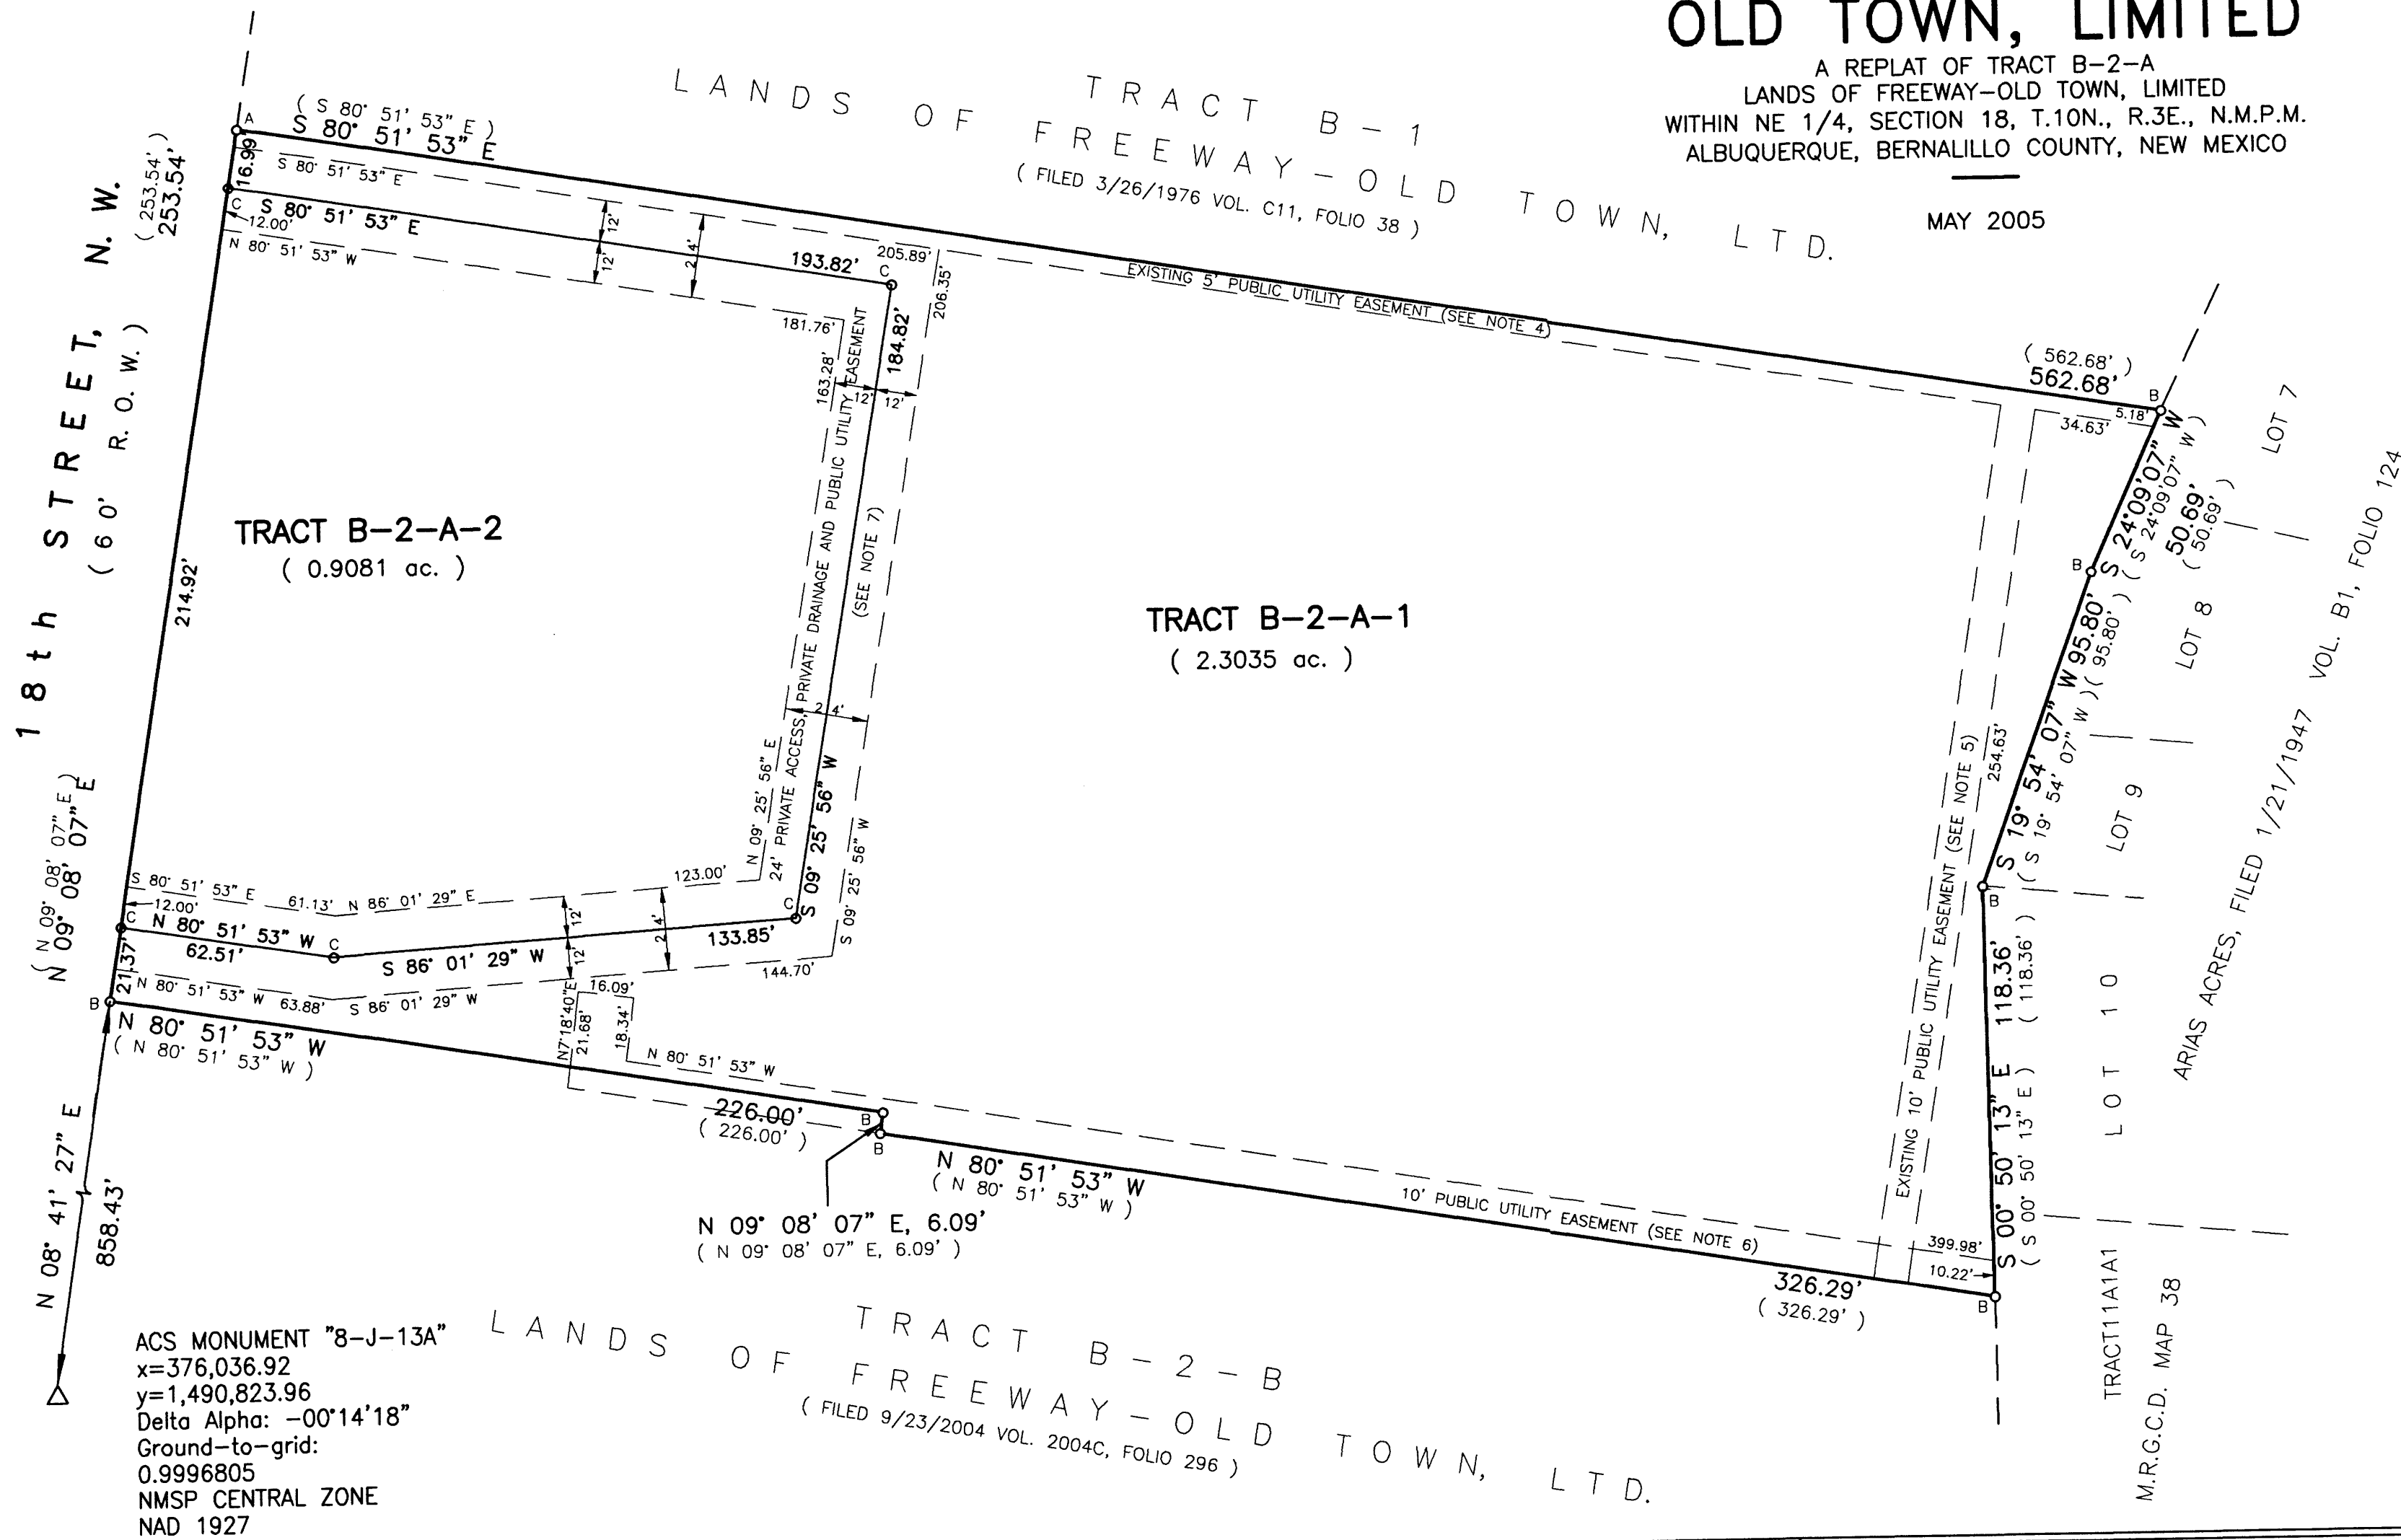 OLD TOWN, LIMITED
A REPLAT OF TRACT B-2-A
LANDS OF FREEWAY-OLD TOWN, LIMITED
WITHIN NE 1/4, SECTION 18, T.10N., R.3E., N.M.P.M.
ALBUQUERQUE, BERNALILLO COUNTY, NEW MEXICO
MAY 2005
TRACT B-1
LANDS OF FREEWAY-OLD TOWN, LTD.
( FILED 3/26/1976 VOL. C11, FOLIO 38 )
( S 80° 51' 53" E )
S 80° 51' 53" E
A
16.99'
S 80° 51' 53" E
C
S 80° 51' 53" E
12.00'
N 80° 51' 53" W
12'
12'
24'
193.82'
C
205.89'
206.35'
181.76'
163.28'
184.82'
12'
12'
EXISTING 5' PUBLIC UTILITY EASEMENT (SEE NOTE 4)
( 562.68' )
562.68'
B
5.18'
34.63'
S 24°09'07" W
( S 24°09'07" W )
50.69'
( 50.69' )
B
LOT 7
LOT 8
LOT 9
LOT 10
ARIAS ACRES, FILED 1/21/1947 VOL. B1, FOLIO 124
S 19° 54' 07" W 95.80'
( S 19° 54' 07" W )( 95.80' )
B
118.36'
( 118.36' )
S 00° 50' 13" E
( S 00° 50' 13" E )
TRACT11A1A1
M.R.G.C.D. MAP 38
18th STREET, N. W.
( 60' R. O. W. )
( 253.54' )
253.54'
214.92'
( N 09° 08' 07" E )
N 09° 08' 07" E
TRACT B-2-A-2
( 0.9081 ac. )
TRACT B-2-A-1
( 2.3035 ac. )
24' PRIVATE ACCESS, PRIVATE DRAINAGE AND PUBLIC UTILITY EASEMENT
(SEE NOTE 7)
24'
N 09° 25' 56" E
S 09° 25' 56" W
S 09° 25' 56" W
254.63'
EXISTING 10' PUBLIC UTILITY EASEMENT (SEE NOTE 5)
S 80° 51' 53" E
61.13'
N 86° 01' 29" E
123.00'
12.00'
C
N 80° 51' 53" W
62.51'
C
S 86° 01' 29" W
133.85'
C
12'
12'
24'
21.37'
B
N 80° 51' 53" W
63.88'
S 86° 01' 29" W
144.70'
16.09'
N7°18'40"E
21.68'
18.34'
N 80° 51' 53" W
N 80° 51' 53" W
( N 80° 51' 53" W )
226.00'
( 226.00' )
B
B
N 80° 51' 53" W
( N 80° 51' 53" W )
N 09° 08' 07" E, 6.09'
( N 09° 08' 07" E, 6.09' )
10' PUBLIC UTILITY EASEMENT (SEE NOTE 6)
399.98'
10.22'
B
326.29'
( 326.29' )
N 08° 41' 27" E
858.43'
TRACT B-2-B
LANDS OF FREEWAY-OLD TOWN, LTD.
( FILED 9/23/2004 VOL. 2004C, FOLIO 296 )
ACS MONUMENT "8-J-13A"
x=376,036.92
y=1,490,823.96
Delta Alpha: -00°14'18"
Ground-to-grid:
0.9996805
NMSP CENTRAL ZONE
NAD 1927